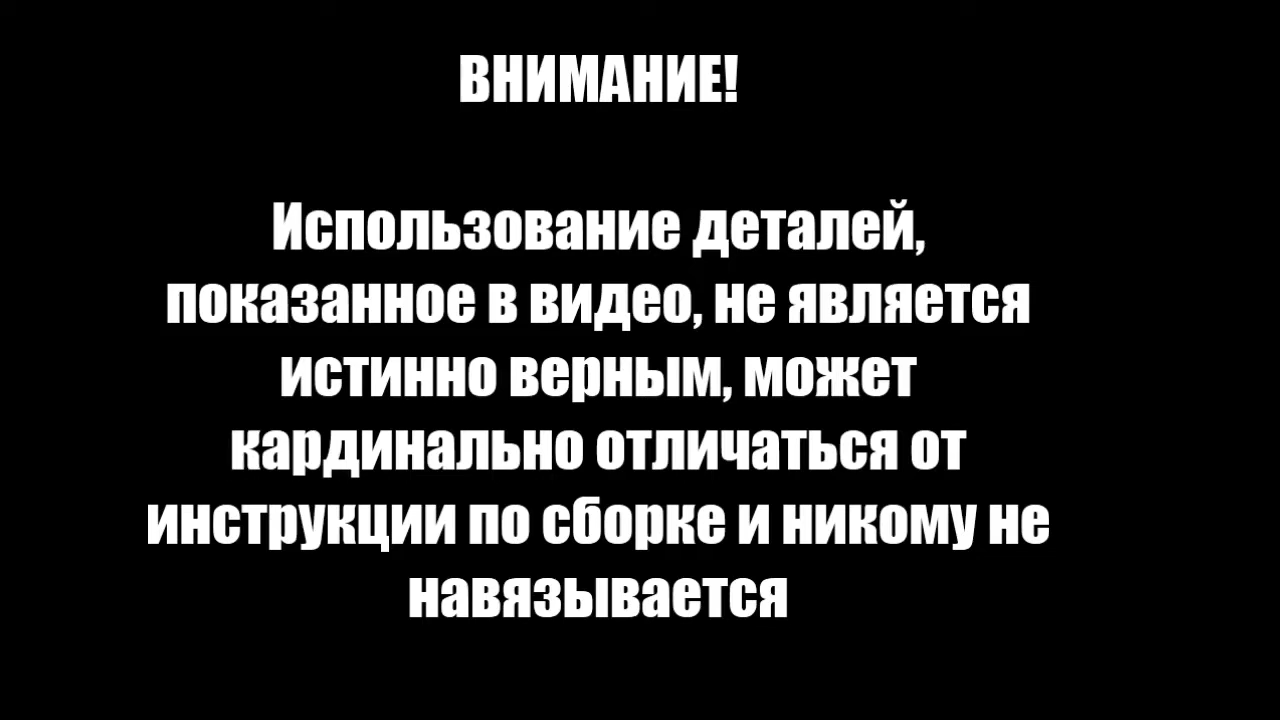 ВНИМАНИЕ!
Использование деталей,
показанное в видео, не является
истинно верным, может
кардинально отличаться от
инструкции по сборке и никому не
навязывается